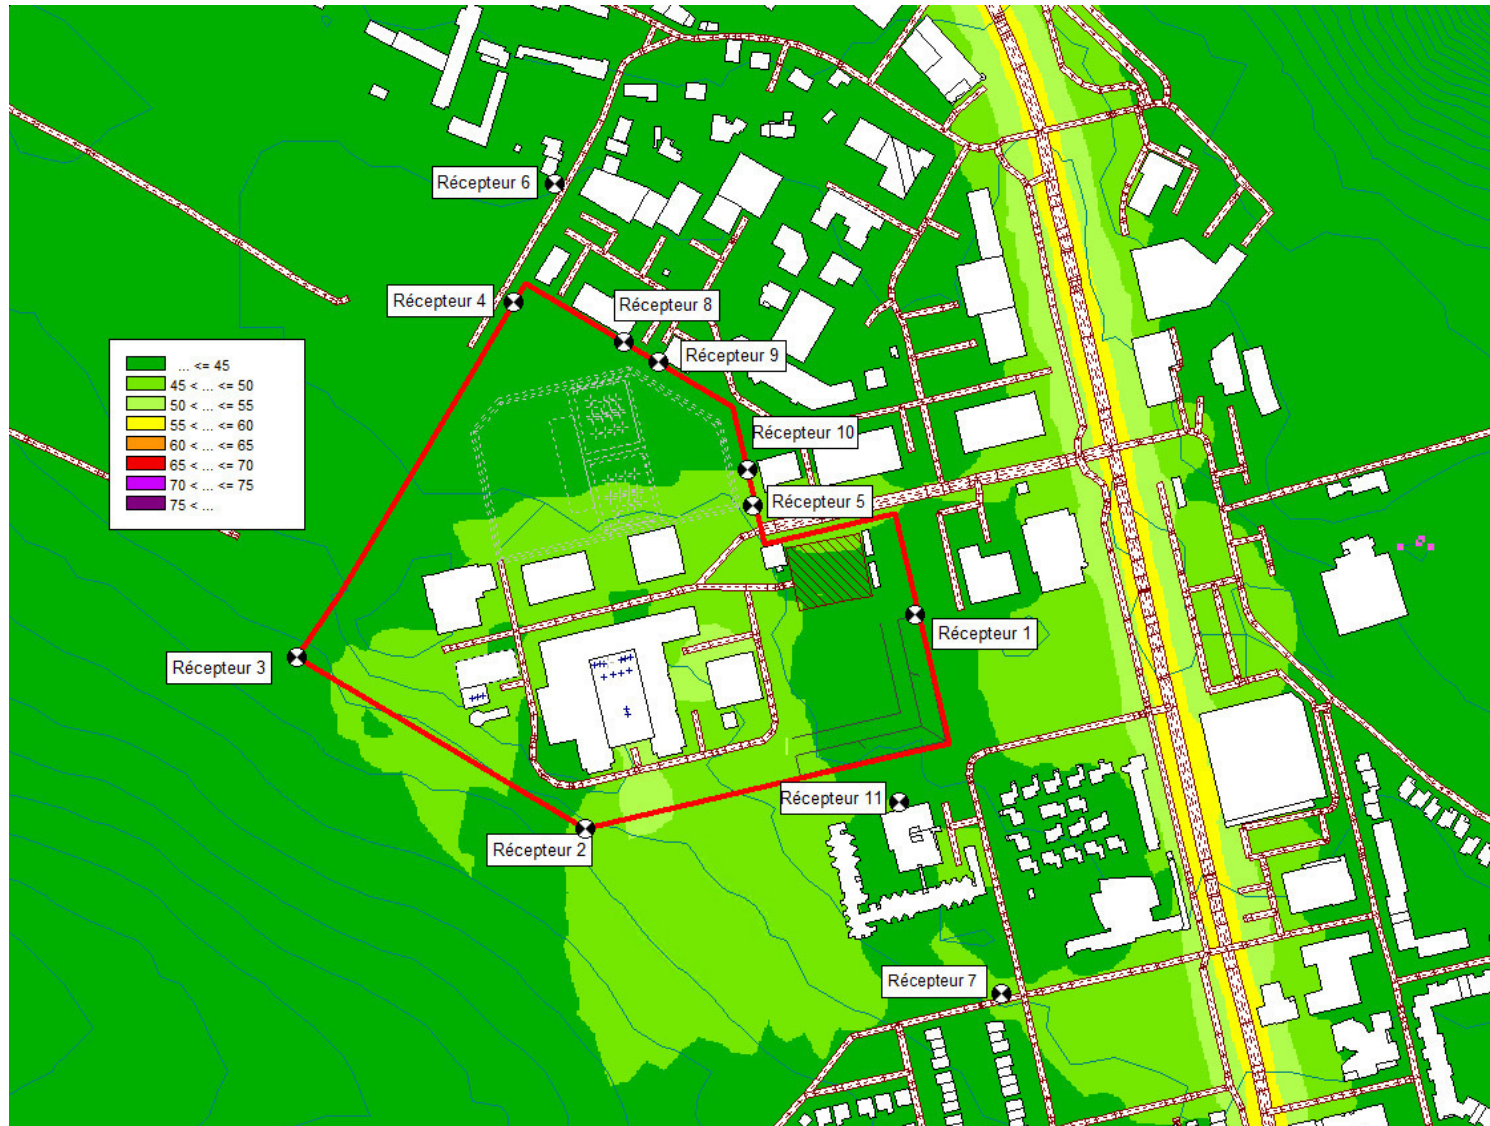 Récepteur 6
Récepteur 4
Récepteur 8
Récepteur 9
... <= 45
45 < ... <= 50
50 < ... <= 55
55 < ... <= 60
60 < ... <= 65
65 < ... <= 70
70 < ... <= 75
75 < ...
Récepteur 10
Récepteur 5
Récepteur 1
Récepteur 3
Récepteur 11
Récepteur 2
Récepteur 7